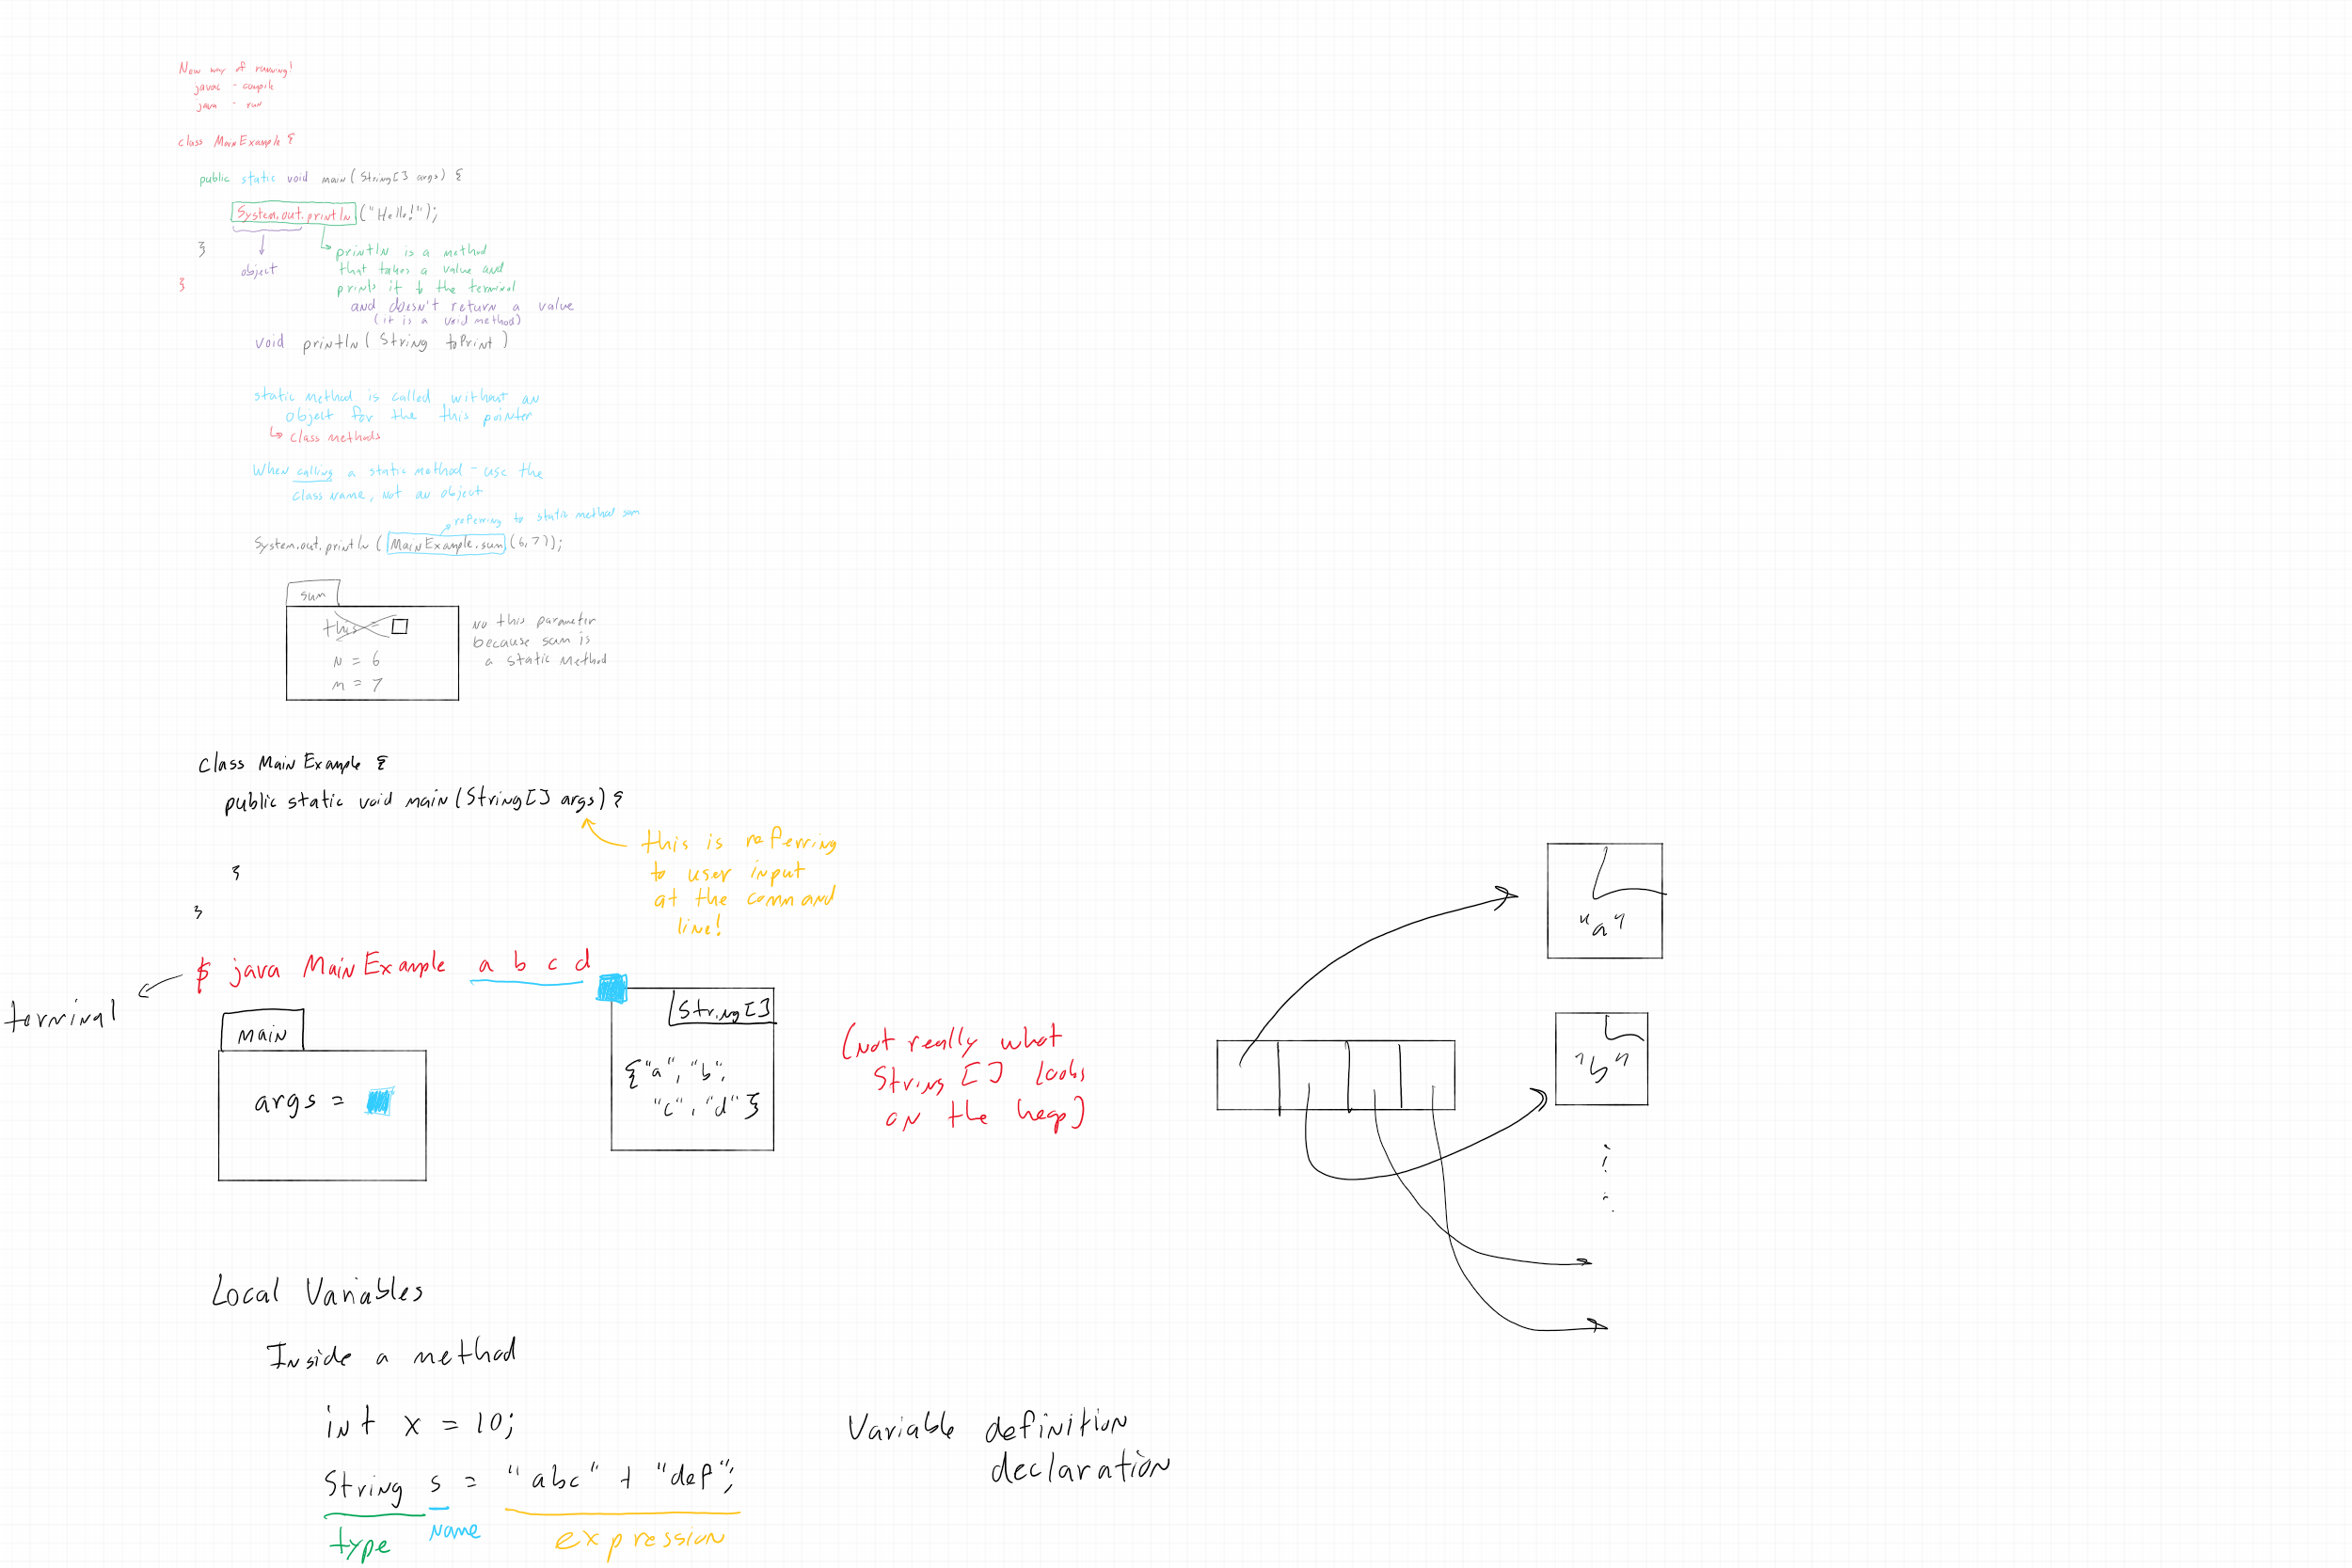 New way of running!
javac - compile
java - run
class MainExample {
public static void main(String[] args) {
System.out.println("Hello!");
}
object
}
println is a method
that takes a value and
prints it to the terminal
and doesn't return a value
(it is a void method)
void println(String toPrint)
static method is called without an
object for the this pointer
class methods
When calling a static method - use the
class name, not an object
referring to static method sum
System.out.println(MainExample.sum(6,7));
sum
this =
n = 6
m = 7
No this parameter
because sum is
a static method
class MainExample {
public static void main(String[] args) {
this is referring
to user input
at the command
line!
}
}
$ java MainExample a b c d
terminal
main
args =
String[]
{"a", "b",
"c", "d"}
(not really what
String[] looks
on the heap)
"a"
"b"
Local Variables
Inside a method
int x = 10;
String s = "abc" + "def";
type name expression
Variable definition
declaration